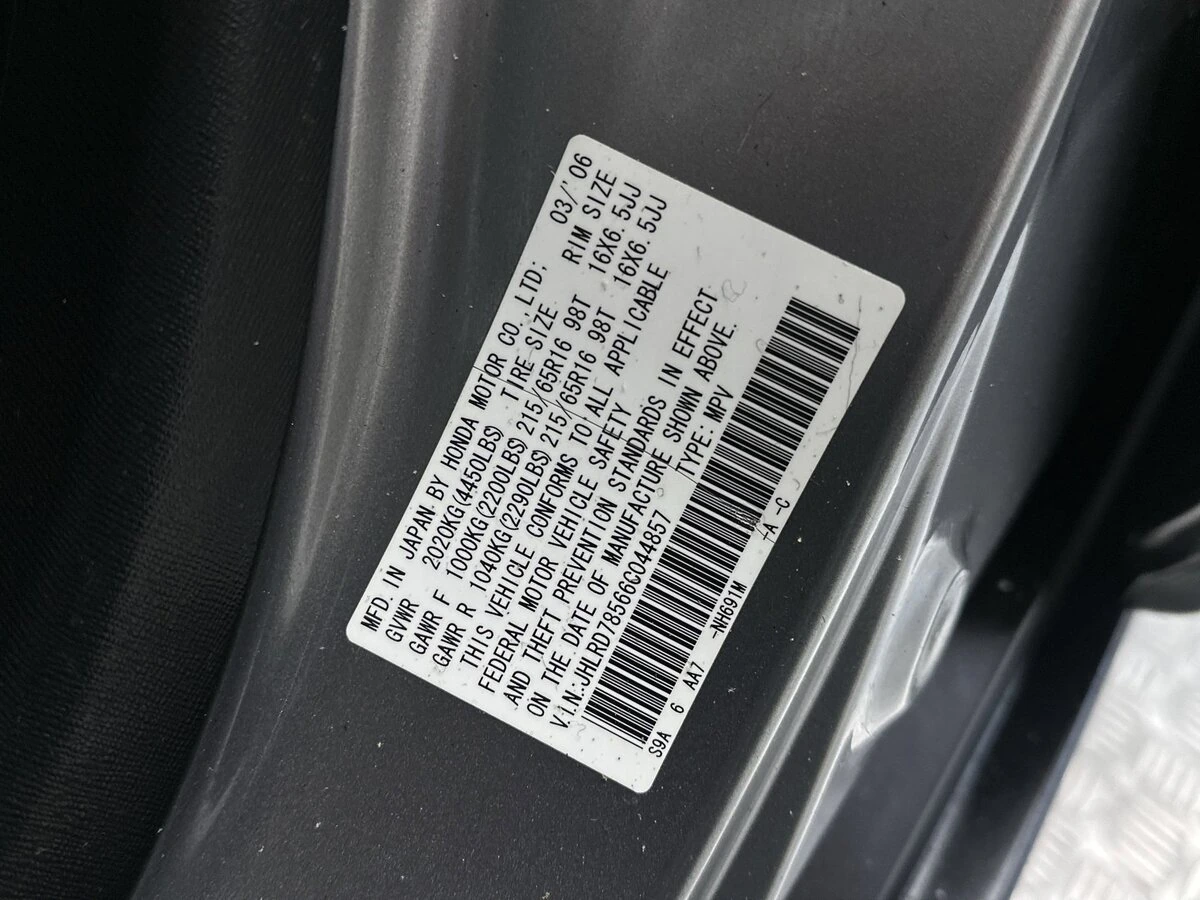 MFD. IN JAPAN BY HONDA MOTOR CO., LTD; 03/'06
GVWR 2020KG(4450LBS) TIRE SIZE RIM SIZE
GAWR F 1000KG(2200LBS) 215/65R16 98T 16X6.5JJ
GAWR R 1040KG(2290LBS) 215/65R16 98T 16X6.5JJ
THIS VEHICLE CONFORMS TO ALL APPLICABLE
FEDERAL MOTOR VEHICLE SAFETY
AND THEFT PREVENTION STANDARDS IN EFFECT
ON THE DATE OF MANUFACTURE SHOWN ABOVE.
V.I.N.:JHLRD78566C044857 TYPE: MPV
S9A 6 AA7 -NH691M -A -C